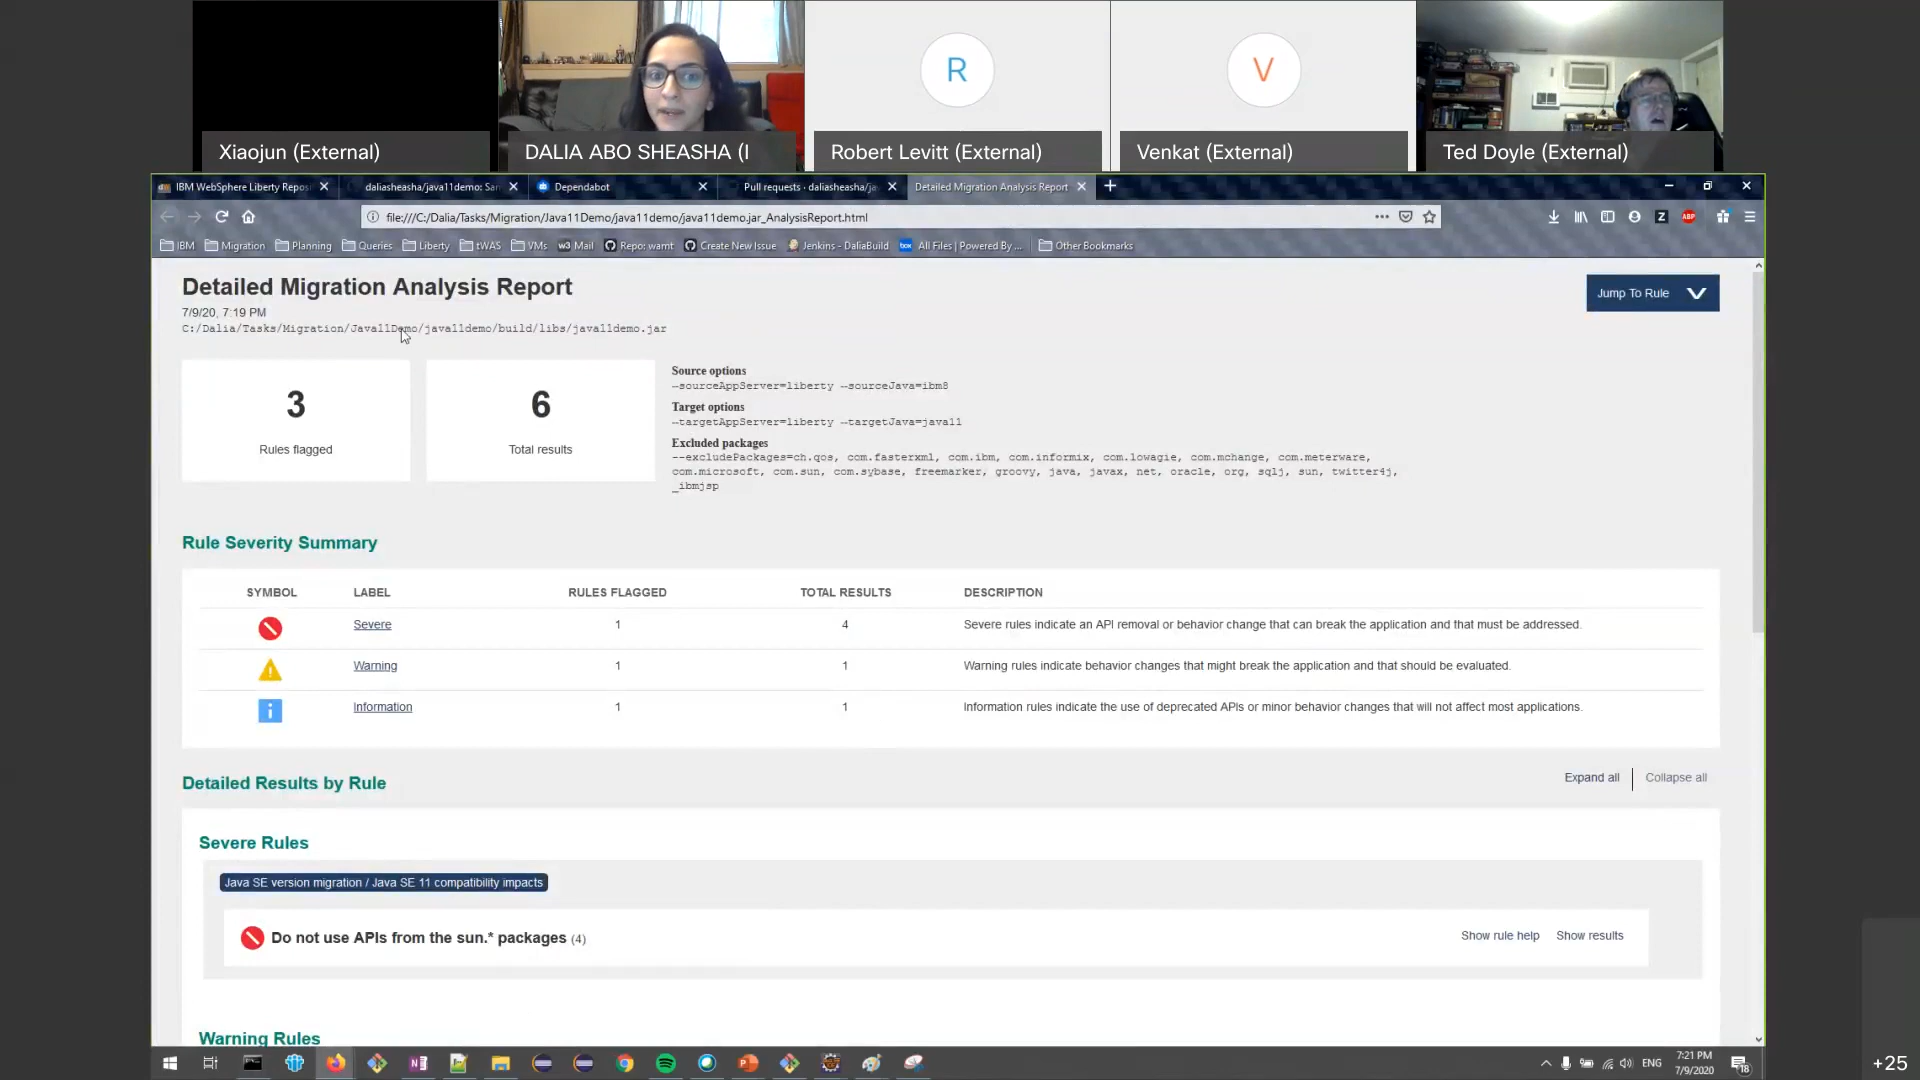 R
V
Xiaojun (External)
DALIA ABO SHEASHA (I
Robert Levitt (External)
Venkat (External)
Ted Doyle (External)
IBM WebSphere Liberty Repos
daliasheasha/java11demo: Sam
Dependabot
Pull requests · daliasheasha/ja
Detailed Migration Analysis Report
file:///C:/Dalia/Tasks/Migration/Java11Demo/java11demo/java11demo.jar_AnalysisReport.html
IBM
Migration
Planning
Queries
Liberty
tWAS
VMs
w3 Mail
Repo: wamt
Create New Issue
Jenkins - DaliaBuild
box All Files | Powered By ...
Other Bookmarks
Z
ABP
Detailed Migration Analysis Report
Jump To Rule
7/9/20, 7:19 PM
C:/Dalia/Tasks/Migration/Java11Demo/java11demo/build/libs/java11demo.jar
3
Rules flagged
6
Total results
Source options
--sourceAppServer=liberty --sourceJava=ibm8
Target options
--targetAppServer=liberty --targetJava=java11
Excluded packages
--excludePackages=ch.qos, com.fasterxml, com.ibm, com.informix, com.lowagie, com.mchange, com.meterware,
com.microsoft, com.sun, com.sybase, freemarker, groovy, java, javax, net, oracle, org, sqlj, sun, twitter4j,
_ibmjsp
Rule Severity Summary
SYMBOL LABEL RULES FLAGGED TOTAL RESULTS DESCRIPTION
Severe 1 4 Severe rules indicate an API removal or behavior change that can break the application and that must be addressed.
Warning 1 1 Warning rules indicate behavior changes that might break the application and that should be evaluated.
Information 1 1 Information rules indicate the use of deprecated APIs or minor behavior changes that will not affect most applications.
Detailed Results by Rule
Expand all
Collapse all
Severe Rules
Java SE version migration / Java SE 11 compatibility impacts
Do not use APIs from the sun.* packages (4)
Show rule help
Show results
Warning Rules
ENG
7:21 PM
7/9/2020
18
+25